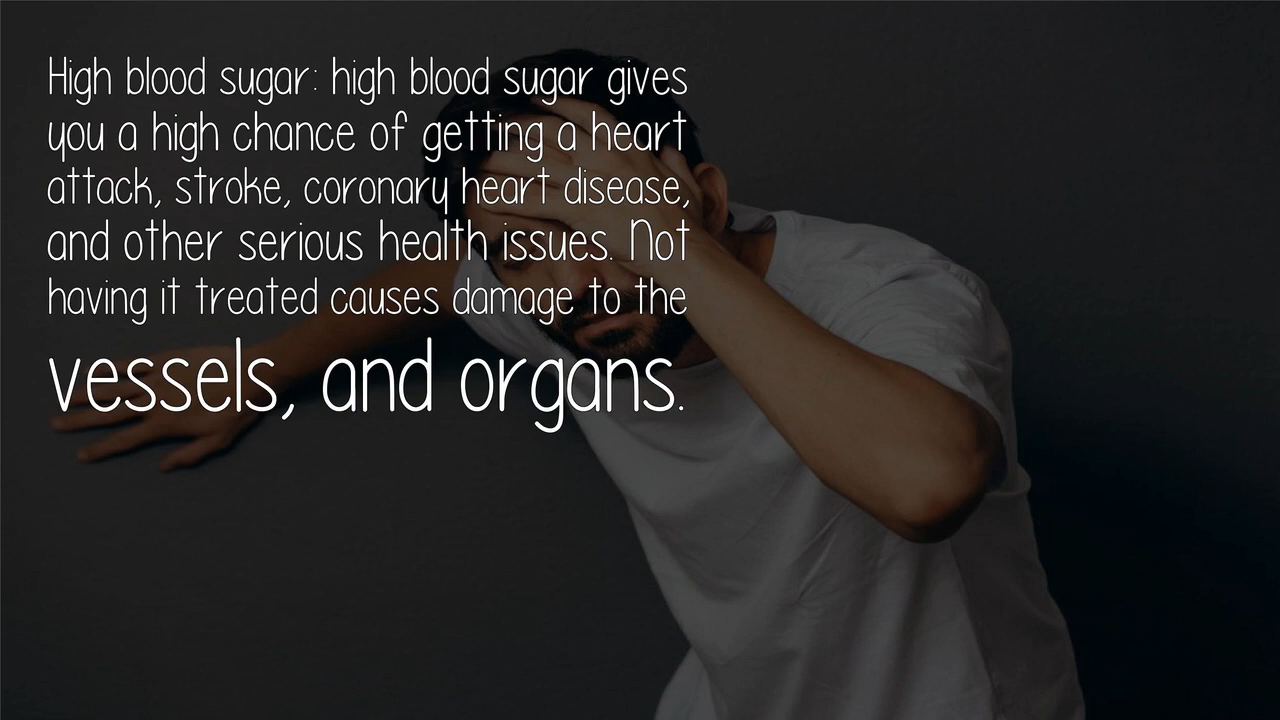 High blood sugar: high blood sugar gives
you a high chance of getting a heart
attack, stroke, coronary heart disease,
and other serious health issues. Not
having it treated causes damage to the
vessels, and organs.